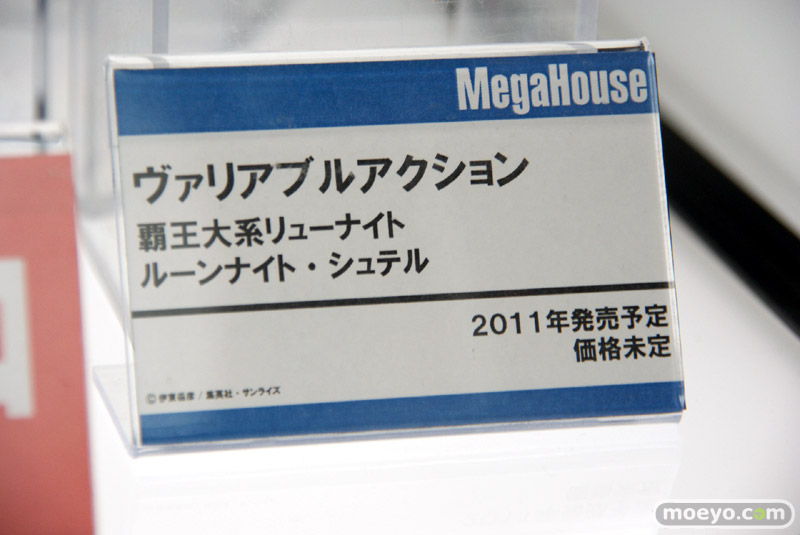 MegaHouse
ヴァリアブルアクション
覇王大系リューナイト
ルーンナイト・シュテル
2011年発売予定
価格未定
©伊東岳彦 / 集英社・サンライズ
moeyo.com